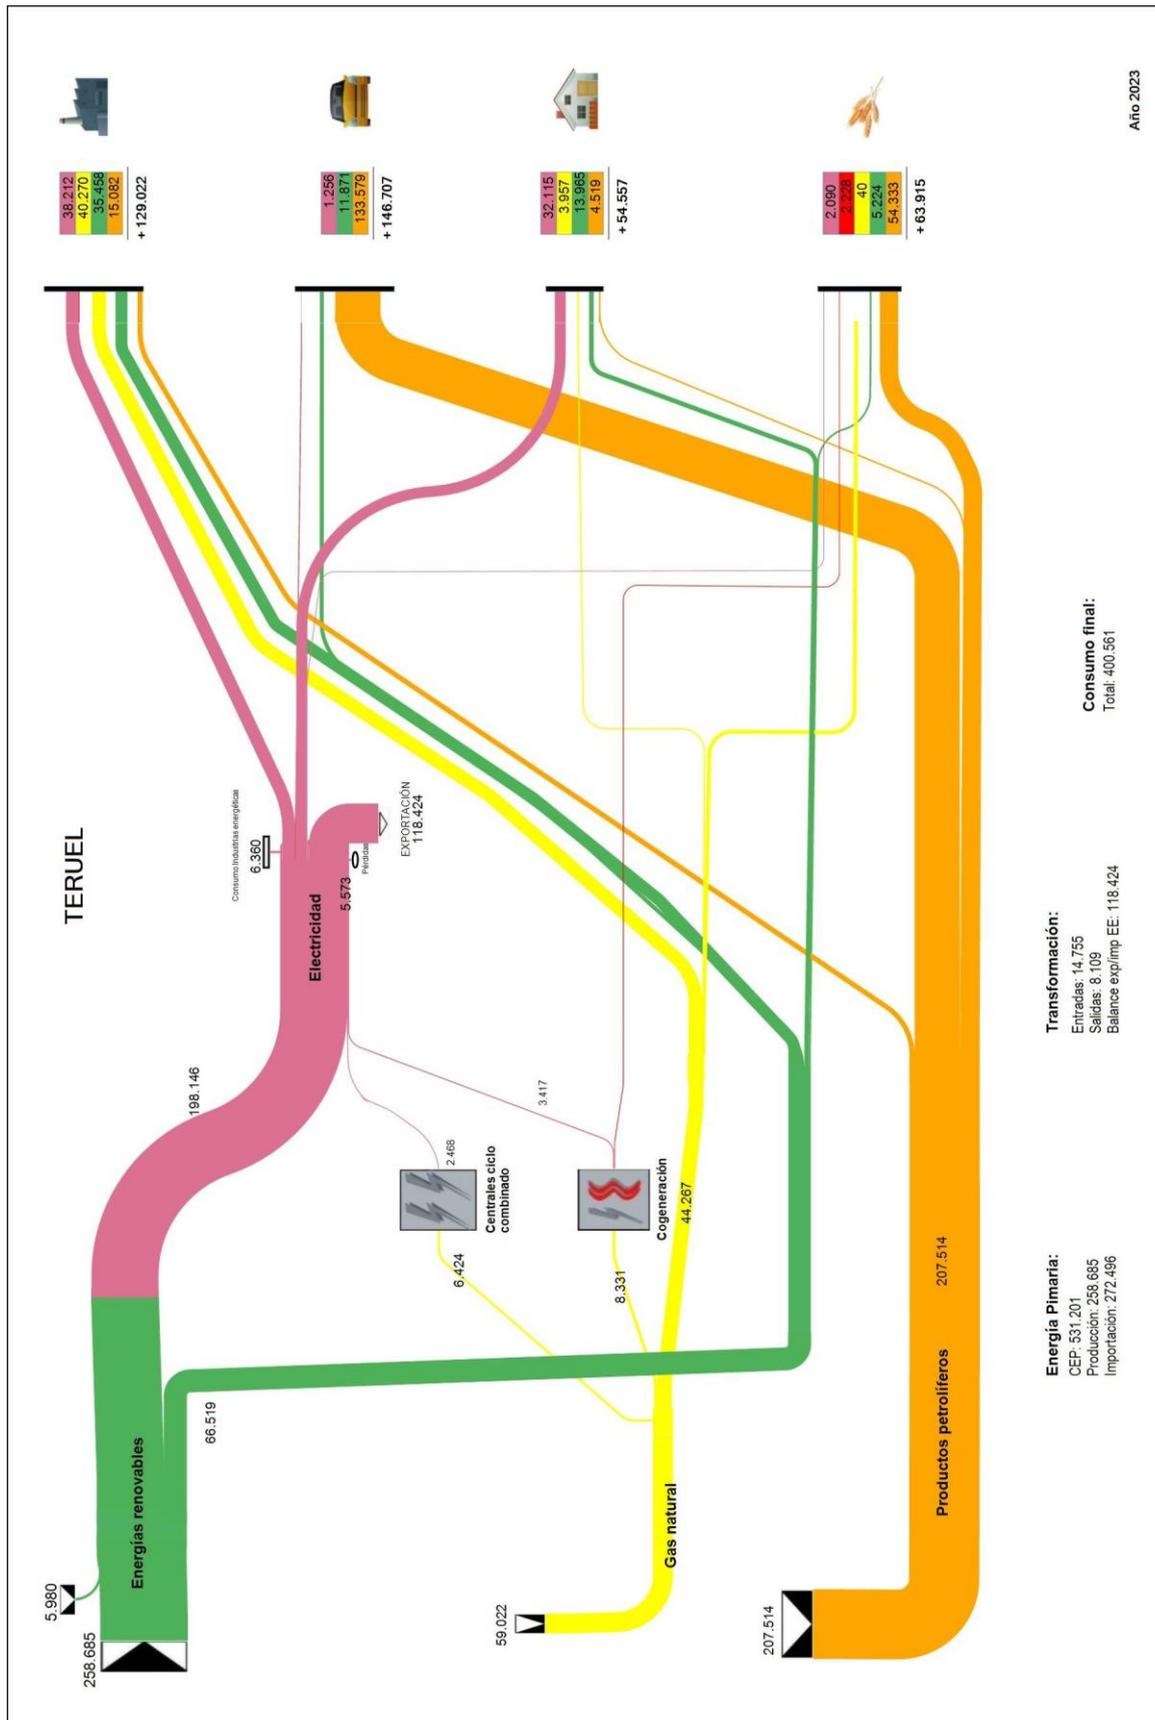 TERUEL
5.980
258.685
Energías renovables
66.519
198.146
Electricidad
Consumo Industrias energéticas
6.360
5.573
Pérdidas
EXPORTACIÓN
118.424
59.022
Gas natural
6.424
2.468
Centrales ciclo
combinado
8.331
3.417
Cogeneración
44.267
207.514
Productos petrolíferos
207.514
38.212
40.270
35.458
15.082
+ 129.022
1.256
11.871
133.579
+ 146.707
32.115
3.957
13.965
4.519
+ 54.557
2.090
2.228
40
5.224
54.333
+ 63.915
Energía Pimaria:
CEP: 531.201
Producción: 258.685
Importación: 272.496
Transformación:
Entradas: 14.755
Salidas: 8.109
Balance exp/imp EE: 118.424
Consumo final:
Total: 400.561
Año 2023